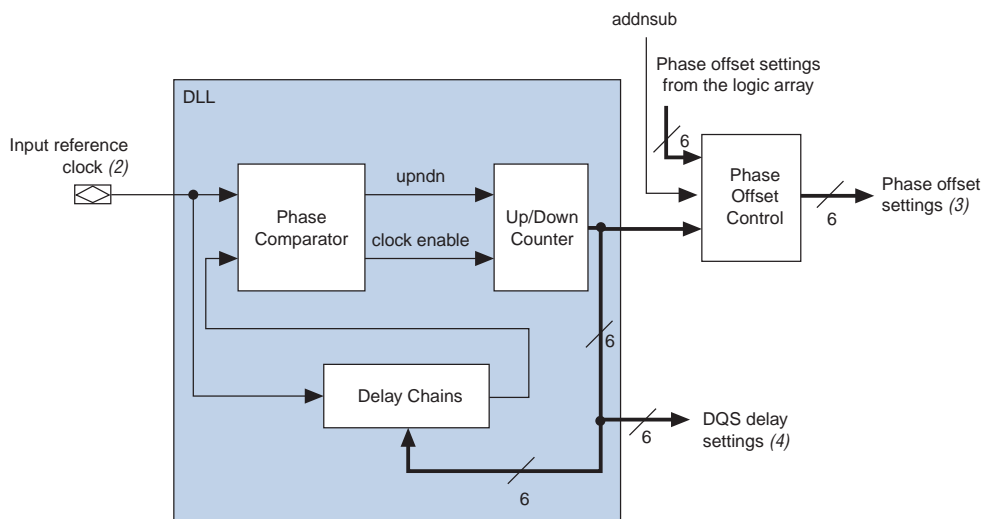 addnsub
Phase offset settings
from the logic array
DLL
6
Input reference
clock (2)
upndn
Phase
Comparator
clock enable
Up/Down
Counter
Phase
Offset
Control
6
Phase offset
settings (3)
6
Delay Chains
6
DQS delay
settings (4)
6